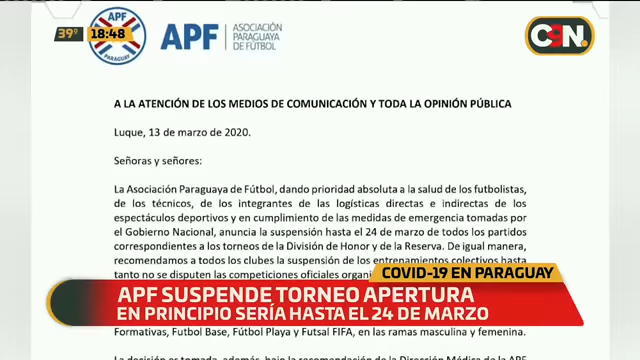 39º 18:48
APF
PARAGUAY
APF
ASOCIACIÓN
PARAGUAYA
DE FÚTBOL
C9N.
A LA ATENCIÓN DE LOS MEDIOS DE COMUNICACIÓN Y TODA LA OPINIÓN PÚBLICA
Luque, 13 de marzo de 2020.
Señoras y señores:
La Asociación Paraguaya de Fútbol, dando prioridad absoluta a la salud de los futbolistas,
de los técnicos, de los integrantes de las logísticas directas e indirectas de los
espectáculos deportivos y en cumplimiento de las medidas de emergencia tomadas por
el Gobierno Nacional, anuncia la suspensión hasta el 24 de marzo de todos los partidos
correspondientes a los torneos de la División de Honor y de la Reserva. De igual manera,
recomendamos a todos los clubes la suspensión de los entrenamientos colectivos hasta
tanto no se disputen las competiciones oficiales
COVID-19 EN PARAGUAY
APF SUSPENDE TORNEO APERTURA
EN PRINCIPIO SERÍA HASTA EL 24 DE MARZO
Formativas, Futbol Base, Fútbol Playa y Futsal FIFA, en las ramas masculina y femenina.
La decisión es tomada, además, bajo la recomendación de la Dirección Médica de la APF